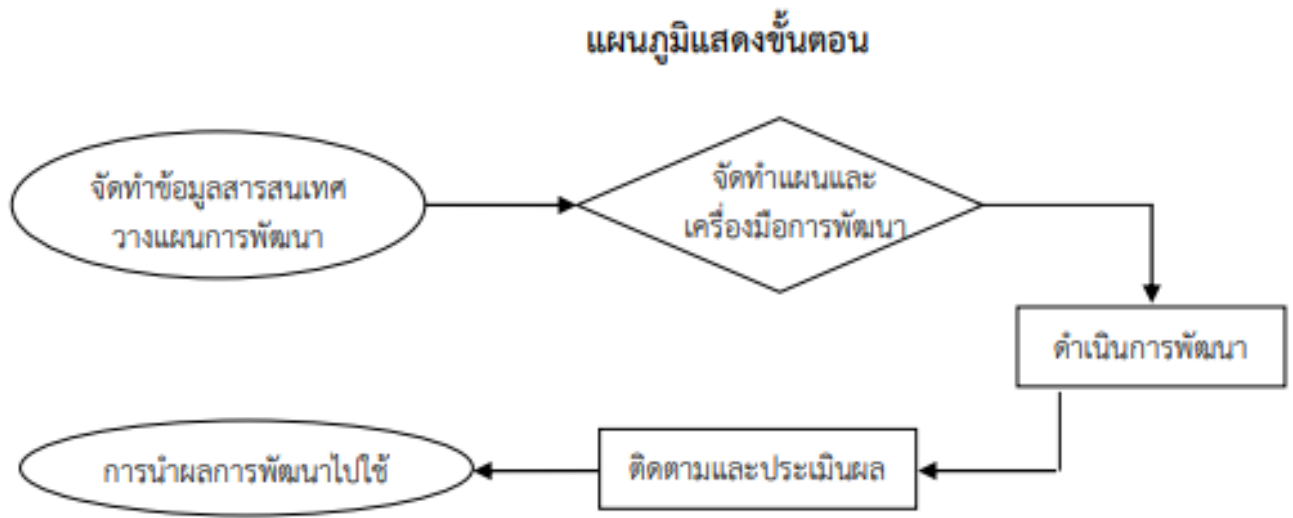 แผนภูมิแสดงขั้นตอน
จัดทำข้อมูลสารสนเทศ
วางแผนการพัฒนา
จัดทำแผนและ
เครื่องมือการพัฒนา
ดำเนินการพัฒนา
ติดตามและประเมินผล
การนำผลการพัฒนาไปใช้